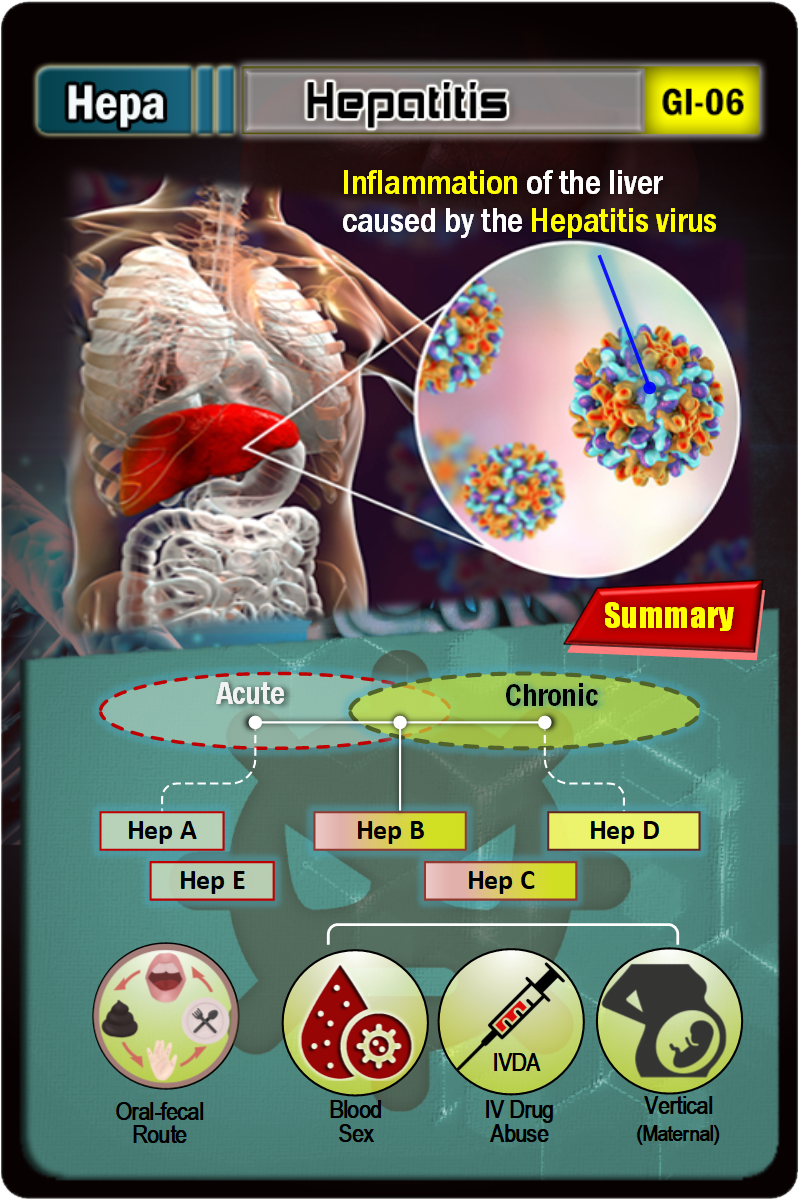 Hepa
Hepatitis
GI-06
Inflammation of the liver
caused by the Hepatitis virus
Summary
Acute
Chronic
Hep A
Hep B
Hep D
Hep E
Hep C
IVDA
Oral-fecal
Route
Blood
Sex
IV Drug
Abuse
Vertical
(Maternal)